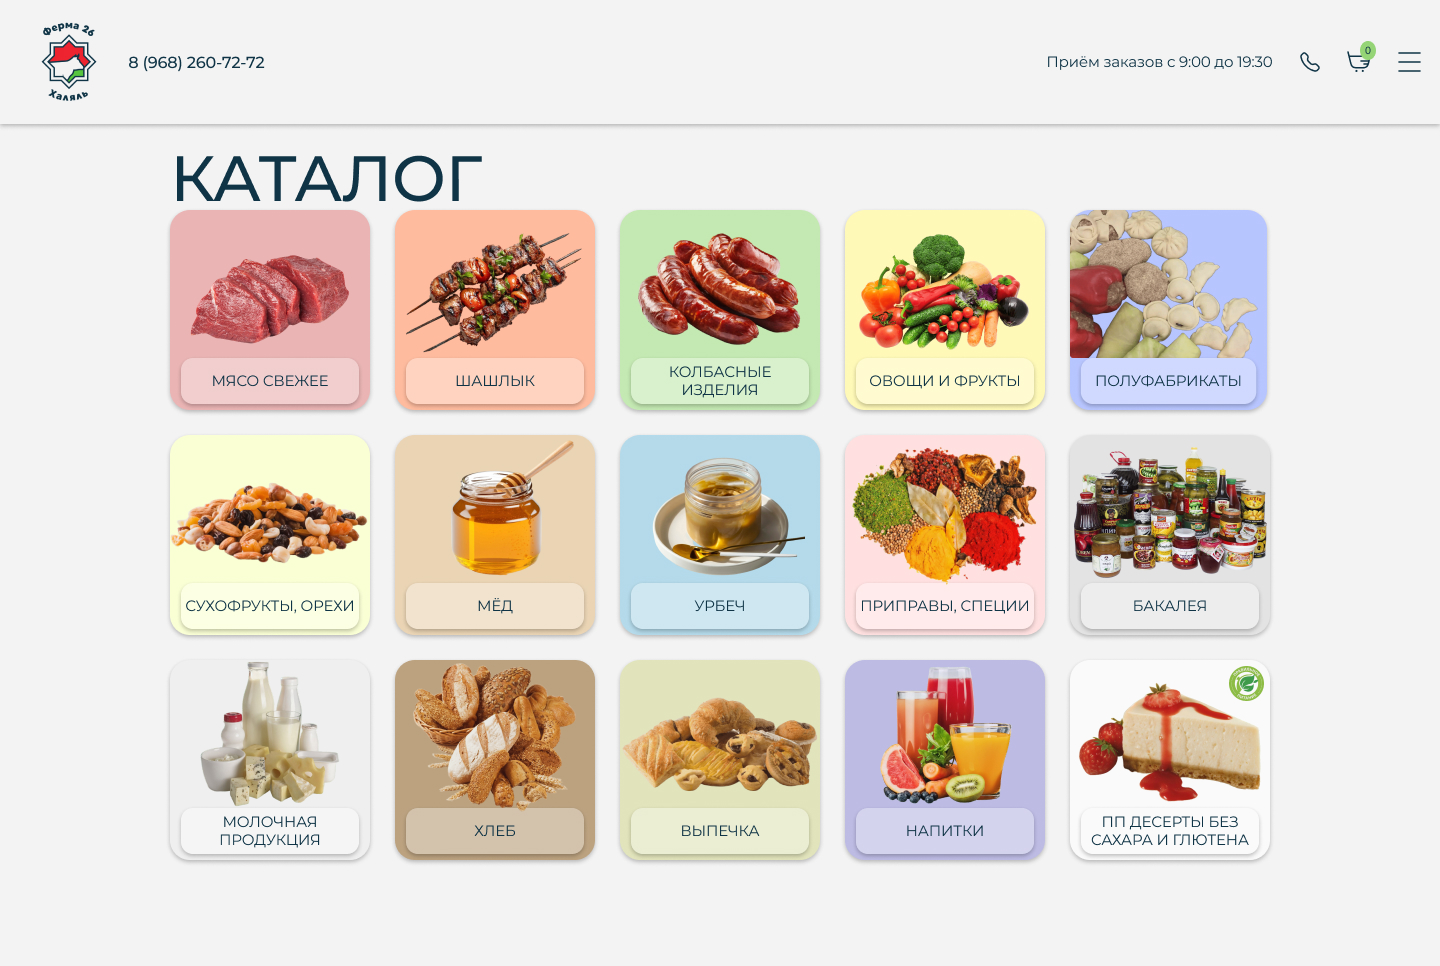 Ферма 26
Халяль
8 (968) 260-72-72
Приём заказов с 9:00 до 19:30
0
КАТАЛОГ
МЯСО СВЕЖЕЕ
ШАШЛЫК
КОЛБАСНЫЕ
ИЗДЕЛИЯ
ОВОЩИ И ФРУКТЫ
ПОЛУФАБРИКАТЫ
СУХОФРУКТЫ, ОРЕХИ
МЁД
УРБЕЧ
ПРИПРАВЫ, СПЕЦИИ
БАКАЛЕЯ
МОЛОЧНАЯ
ПРОДУКЦИЯ
ХЛЕБ
ВЫПЕЧКА
НАПИТКИ
ПП ДЕСЕРТЫ БЕЗ
САХАРА И ГЛЮТЕНА